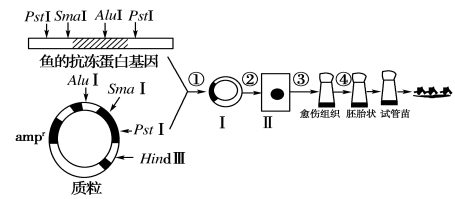 PstⅠ SmaⅠ AluⅠ PstⅠ
鱼的抗冻蛋白基因
① ② ③ ④
AluⅠ
SmaⅠ
ampʳ
PstⅠ
HindⅢ
质粒
Ⅰ Ⅱ
愈伤组织 胚胎状 试管苗